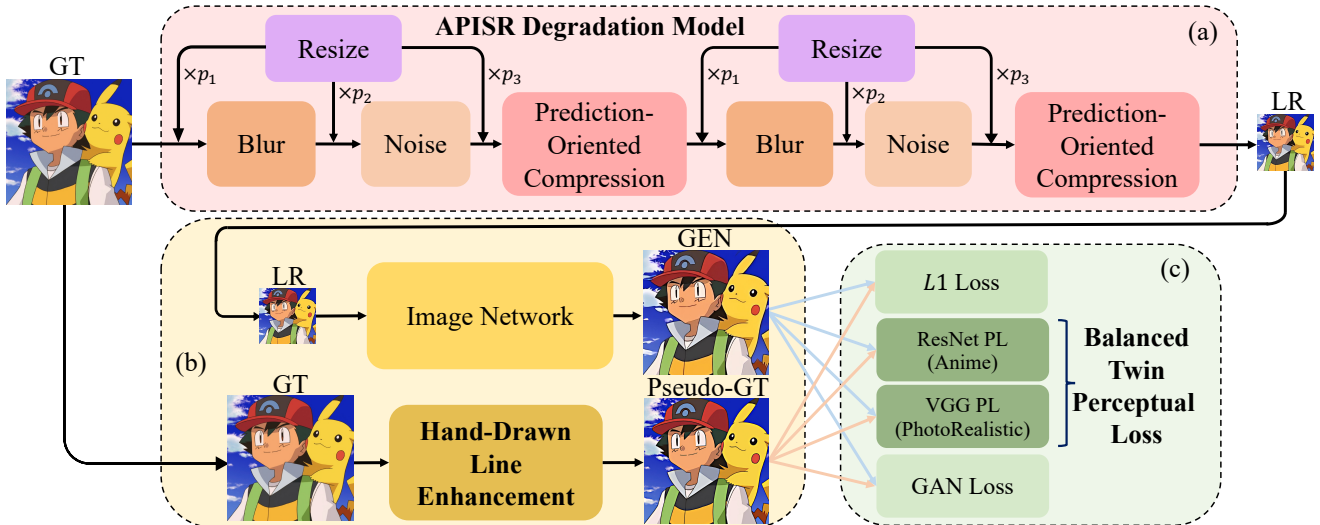 APISR Degradation Model
(a)
GT
Resize
×p₁
×p₂
×p₃
Blur
Noise
Prediction-
Oriented
Compression
Resize
×p₁
×p₂
×p₃
Blur
Noise
Prediction-
Oriented
Compression
LR
(b)
LR
Image Network
GEN
GT
Hand-Drawn
Line
Enhancement
Pseudo-GT
(c)
L1 Loss
ResNet PL
(Anime)
VGG PL
(PhotoRealistic)
GAN Loss
Balanced
Twin
Perceptual
Loss